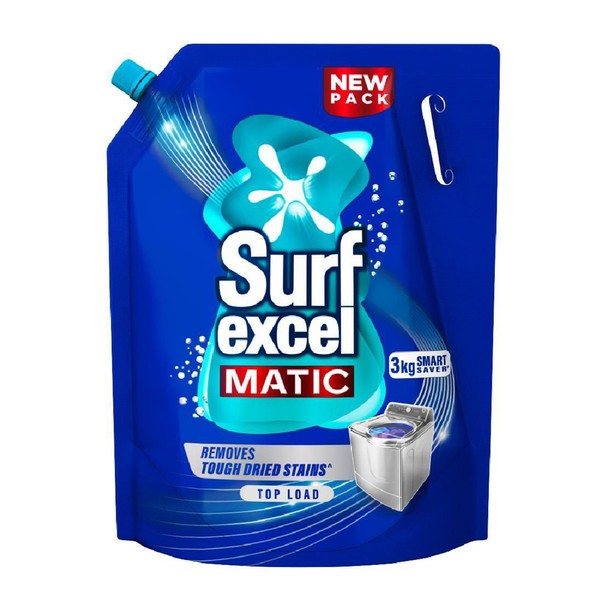 NEW
PACK
Surf
excel
MATIC
3kg SMART
SAVER*
REMOVES
TOUGH DRIED STAINS^
TOP LOAD